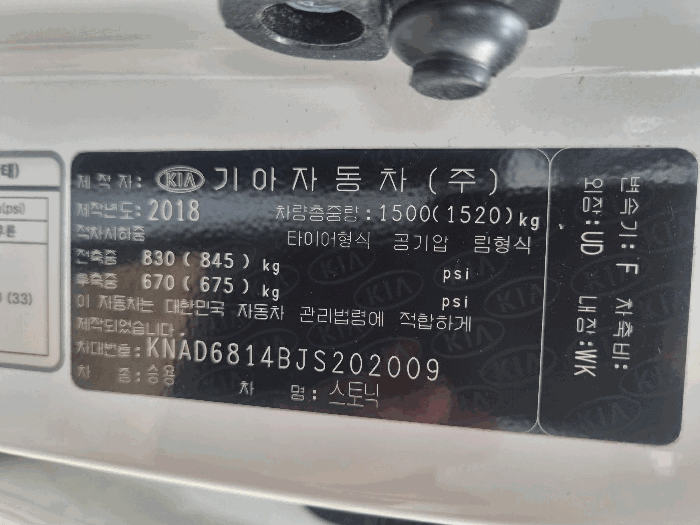 태)
(psi)
(33)
제 작 자: KIA 기 아 자 동 차 ( 주 )
제작년도:2018 차량총중량:1500(1520)kg
적차시하중 타이어형식 공기압 림형식
전축중 830 ( 845 ) kg psi
후축중 670 ( 675 ) kg psi
이 자동차는 대한민국 자동차 관리법령에 적합하게
제작되었습니다.
차대번호:KNAD6814BJS202009
차 종:승용 차 명:스토닉
변속기:F 차축비:
외장:UD 내장:WK